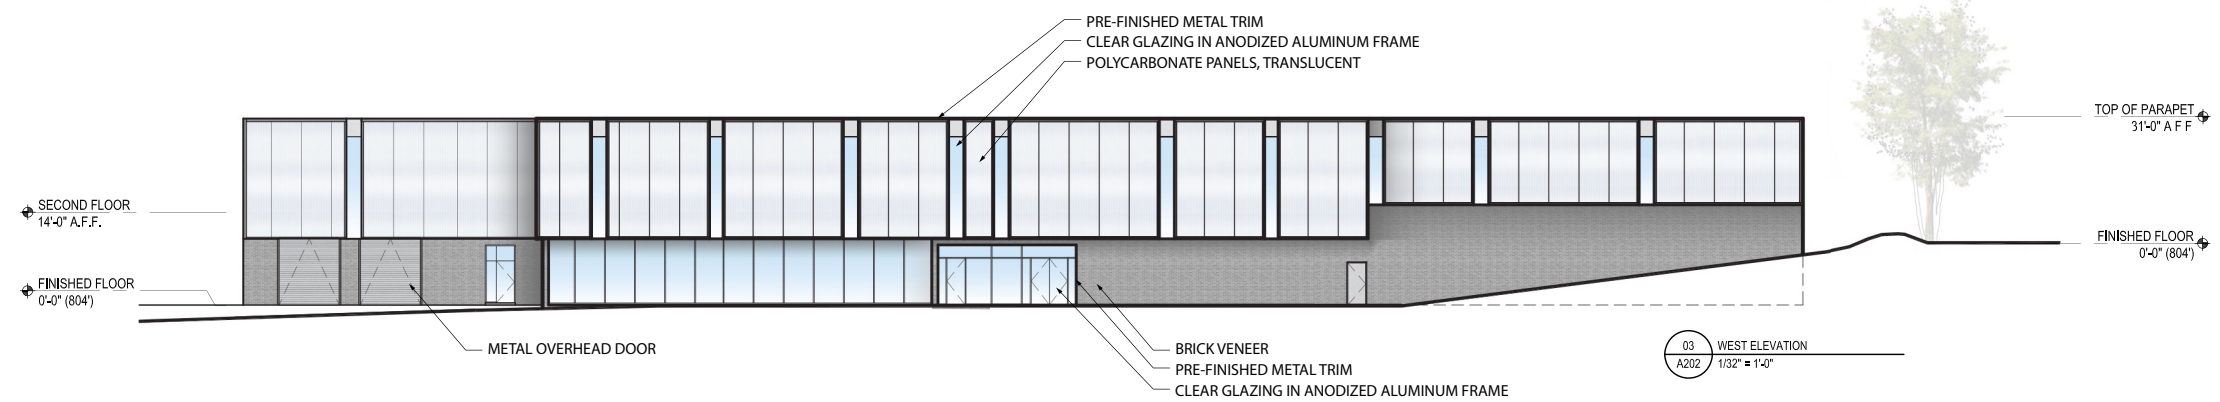 PRE-FINISHED METAL TRIM
CLEAR GLAZING IN ANODIZED ALUMINUM FRAME
POLYCARBONATE PANELS, TRANSLUCENT
TOP OF PARAPET
31'-0" A F F
SECOND FLOOR
14'-0" A.F.F.
FINISHED FLOOR
0'-0" (804')
FINISHED FLOOR
0'-0" (804')
METAL OVERHEAD DOOR
BRICK VENEER
PRE-FINISHED METAL TRIM
CLEAR GLAZING IN ANODIZED ALUMINUM FRAME
03 WEST ELEVATION
A202 1/32" = 1'-0"